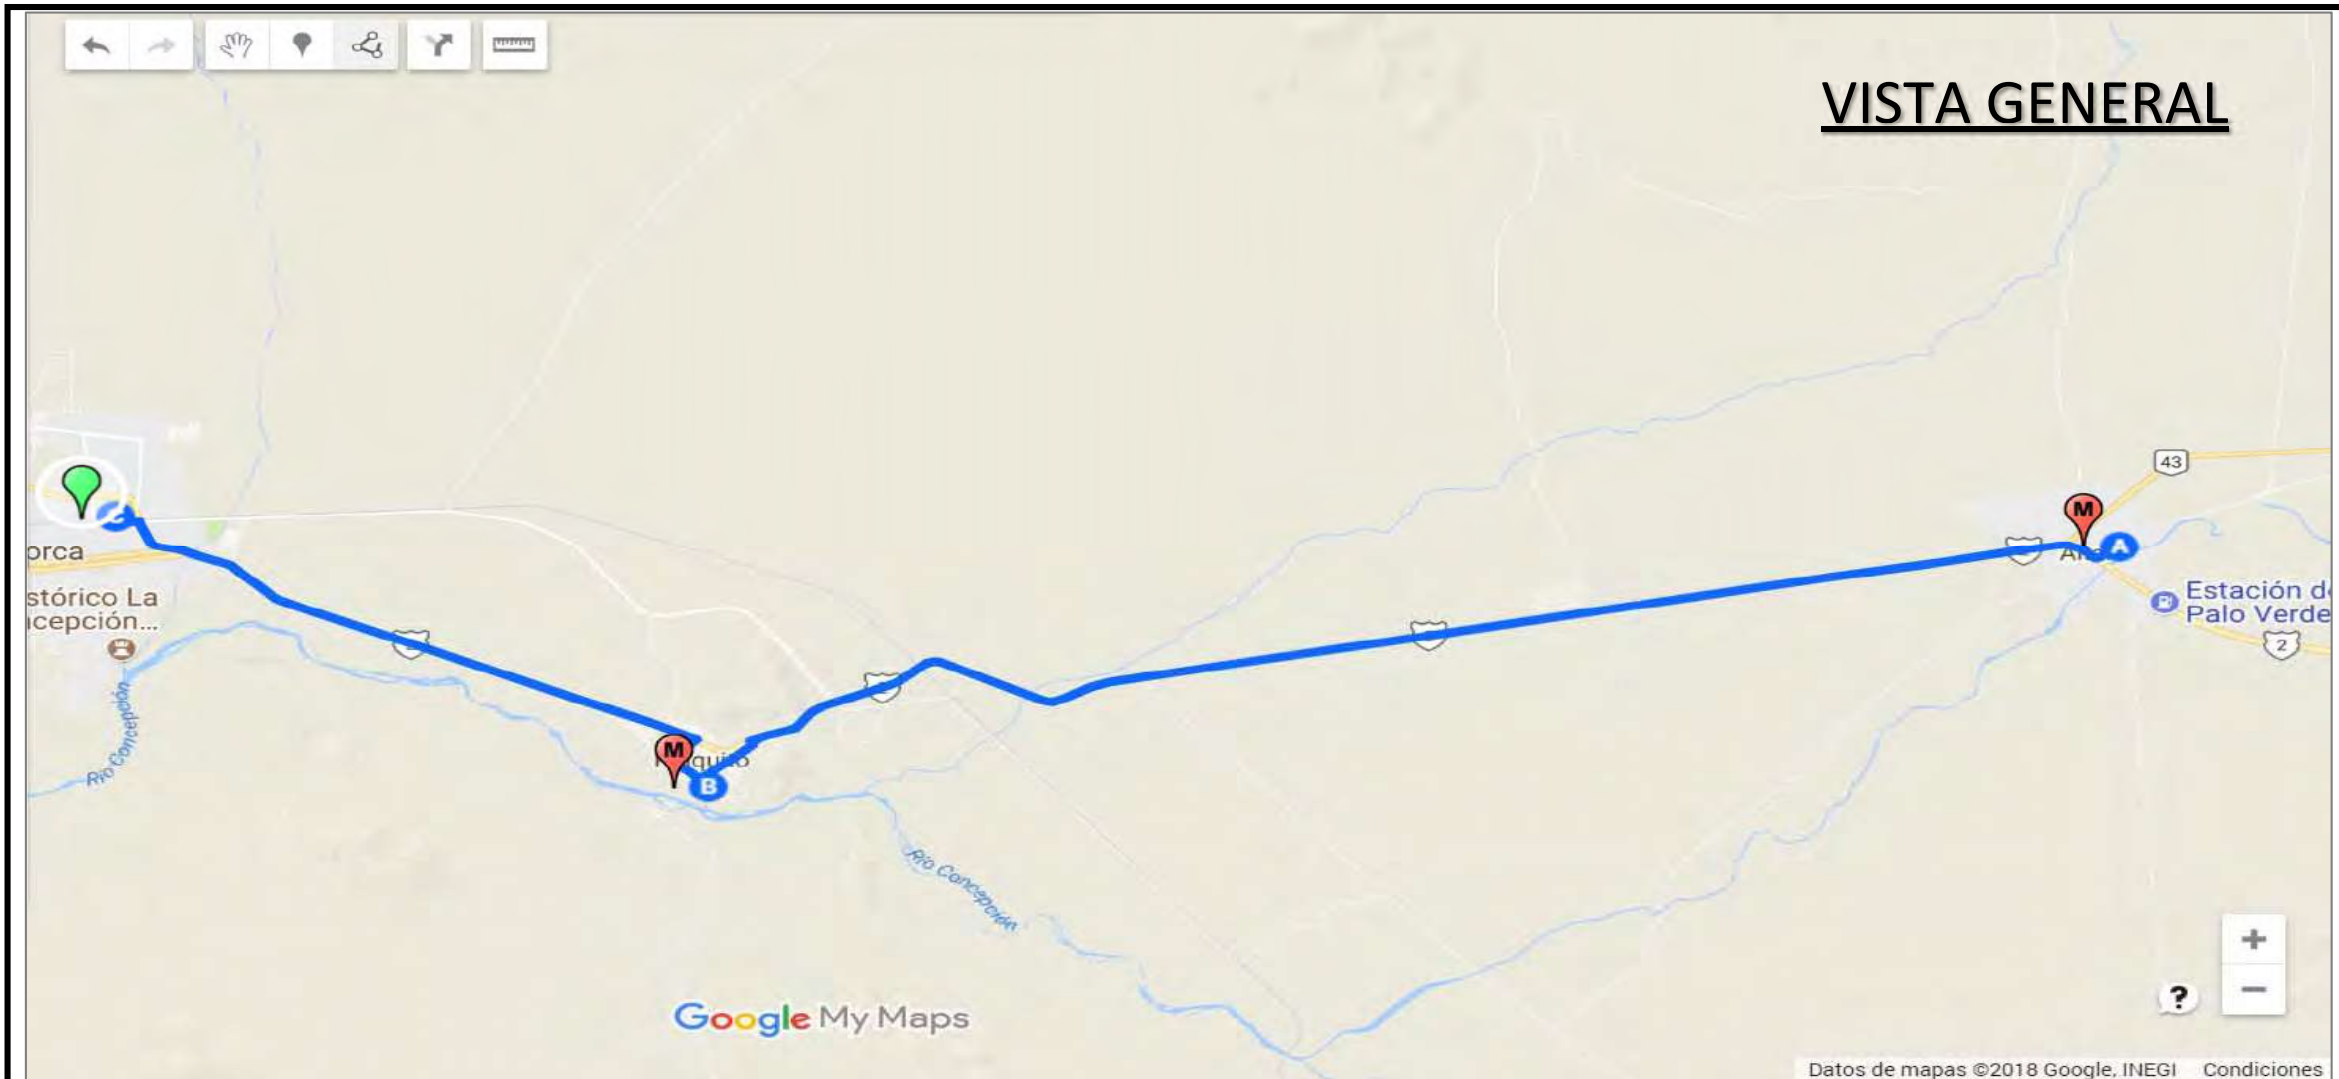 VISTA GENERAL
43
M
A
Estación d
Palo Verde
2
orca
stórico La
cepción...
Río Concepción
M
B
Río Concepción
Google My Maps
+
?
−
Datos de mapas ©2018 Google, INEGI Condiciones